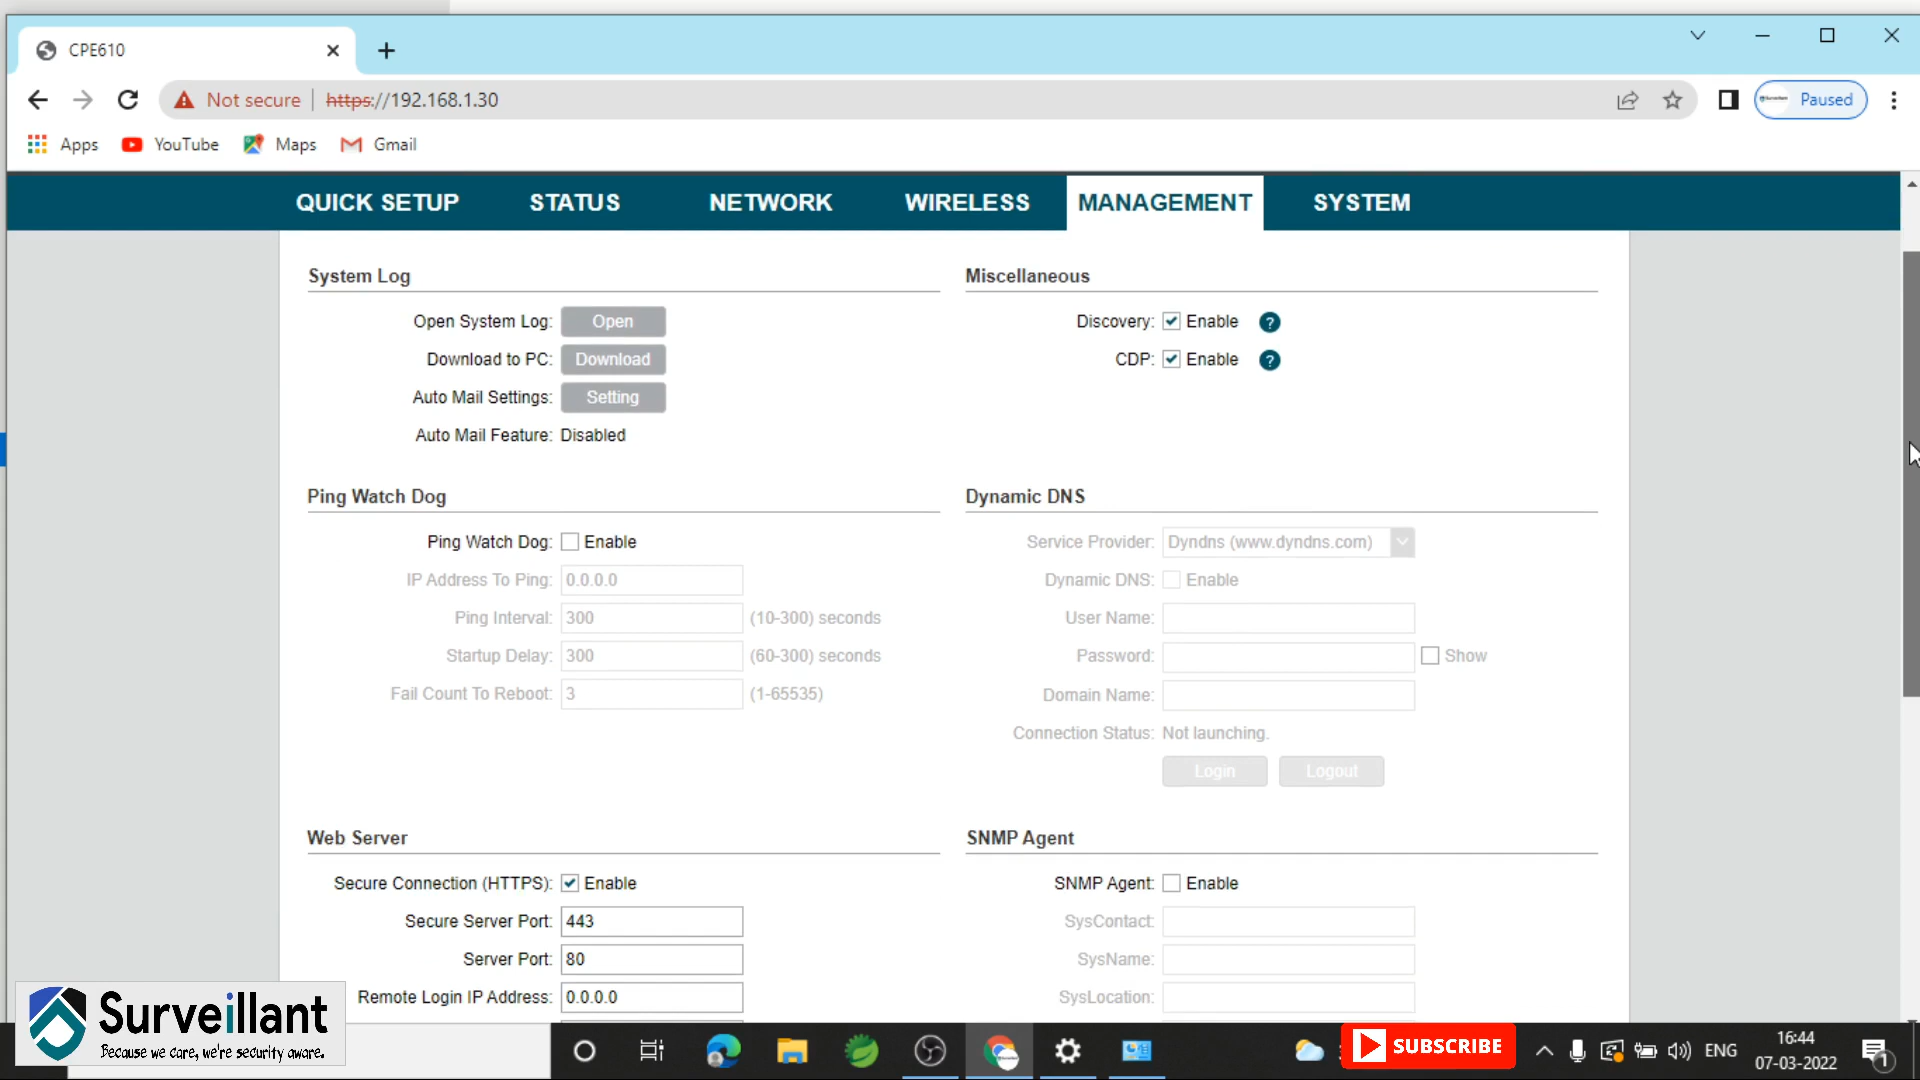 CPE610
Not secure https://192.168.1.30
Paused
Apps YouTube Maps Gmail
QUICK SETUP STATUS NETWORK WIRELESS MANAGEMENT SYSTEM
System Log
Open System Log: Open
Download to PC: Download
Auto Mail Settings: Setting
Auto Mail Feature: Disabled
Miscellaneous
Discovery: Enable ?
CDP: Enable ?
Ping Watch Dog
Ping Watch Dog: Enable
IP Address To Ping: 0.0.0.0
Ping Interval: 300 (10-300) seconds
Startup Delay: 300 (60-300) seconds
Fail Count To Reboot: 3 (1-65535)
Dynamic DNS
Service Provider: Dyndns (www.dyndns.com)
Dynamic DNS: Enable
User Name:
Password: Show
Domain Name:
Connection Status: Not launching.
Login Logout
Web Server
Secure Connection (HTTPS): Enable
Secure Server Port: 443
Server Port: 80
Remote Login IP Address: 0.0.0.0
SNMP Agent
SNMP Agent: Enable
SysContact:
SysName:
SysLocation:
Surveillant
Because we care, we're security aware.
SUBSCRIBE
ENG
16:44
07-03-2022
1